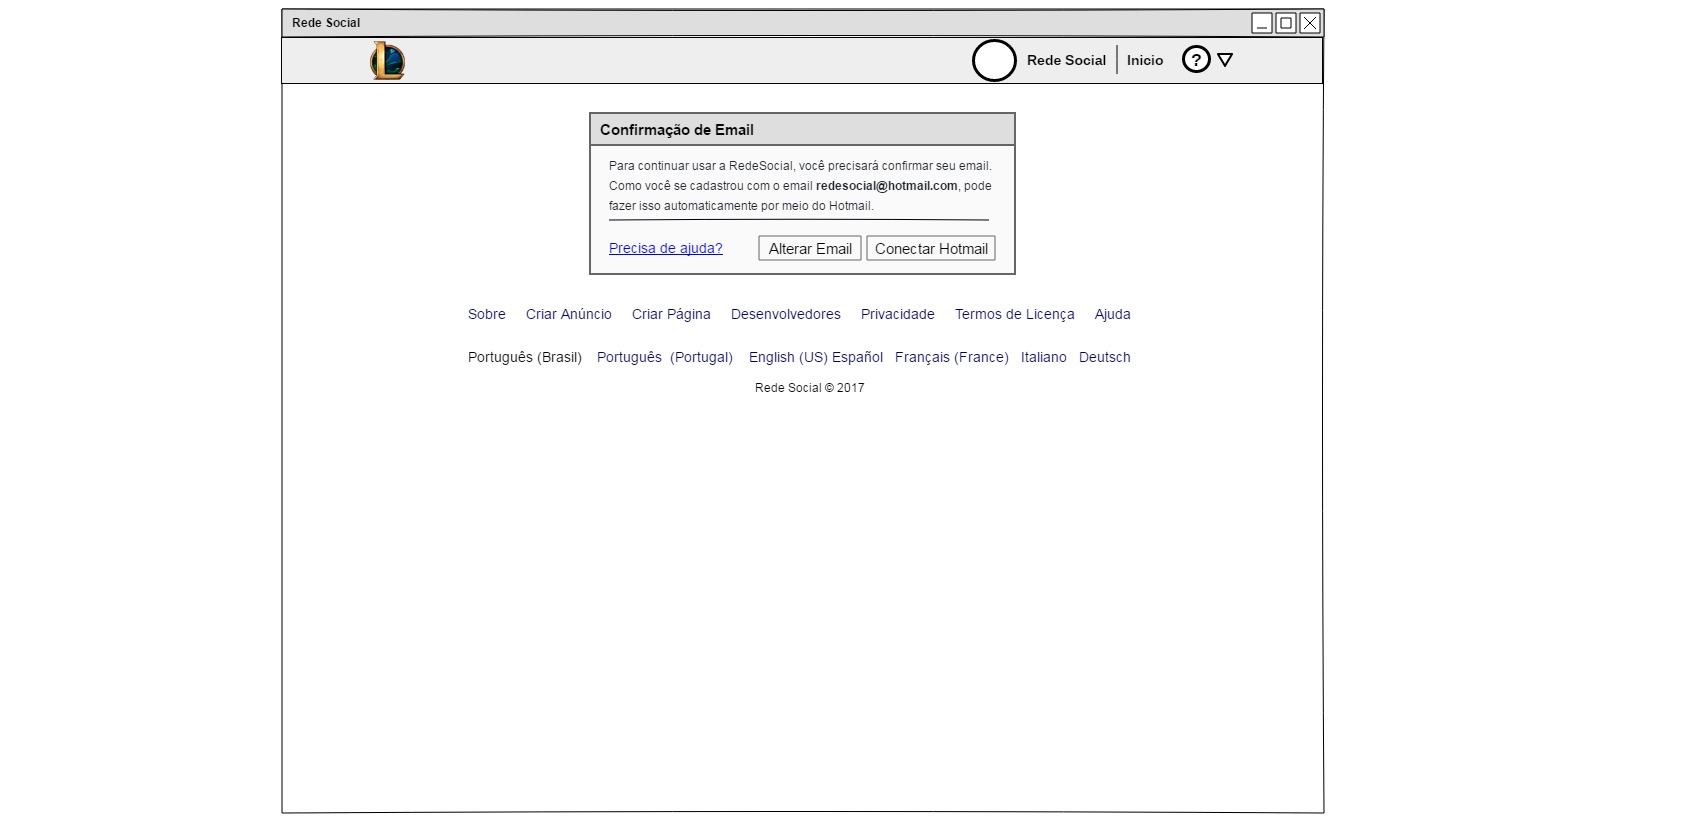 Rede Social
Rede Social Inicio ?
Confirmação de Email
Para continuar usar a RedeSocial, você precisará confirmar seu email.
Como você se cadastrou com o email redesocial@hotmail.com, pode
fazer isso automaticamente por meio do Hotmail.
Precisa de ajuda? Alterar Email Conectar Hotmail
Sobre Criar Anúncio Criar Página Desenvolvedores Privacidade Termos de Licença Ajuda
Português (Brasil) Português (Portugal) English (US) Español Français (France) Italiano Deutsch
Rede Social © 2017